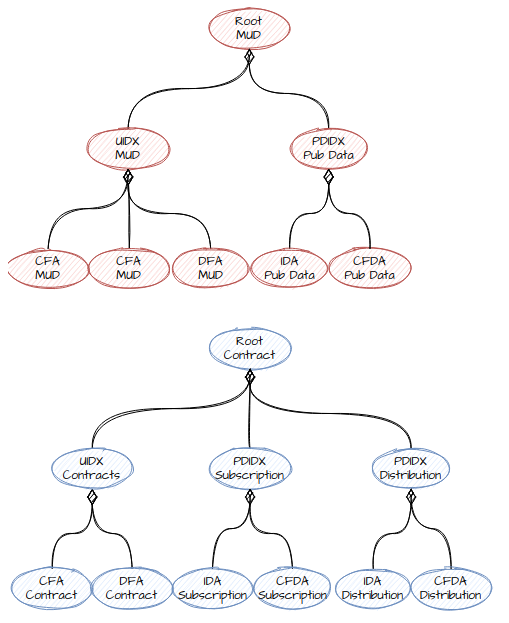 Root
MUD
UIDX
MUD
PDIDX
Pub Data
CFA
MUD
CFA
MUD
DFA
MUD
IDA
Pub Data
CFDA
Pub Data
Root
Contract
UIDX
Contracts
PDIDX
Subscription
PDIDX
Distribution
CFA
Contract
DFA
Contract
IDA
Subscription
CFDA
Subscription
IDA
Distribution
CFDA
Distribution